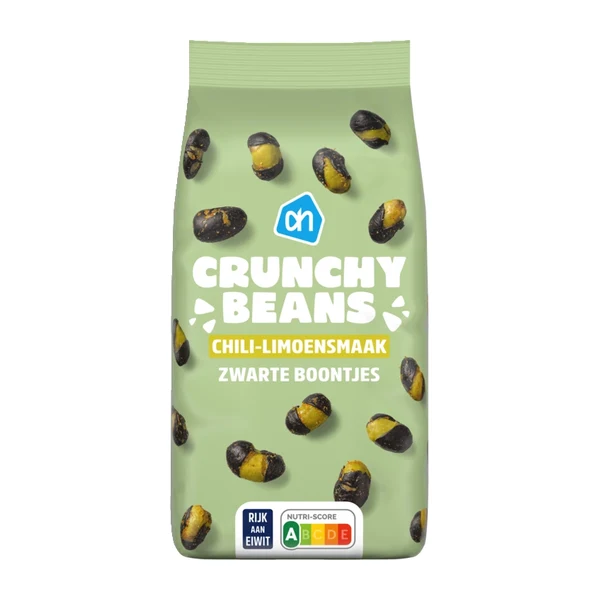 ah
CRUNCHY
BEANS
CHILI-LIMOENSMAAK
ZWARTE BOONTJES
RIJK
AAN
EIWIT
NUTRI-SCORE
A B C D E